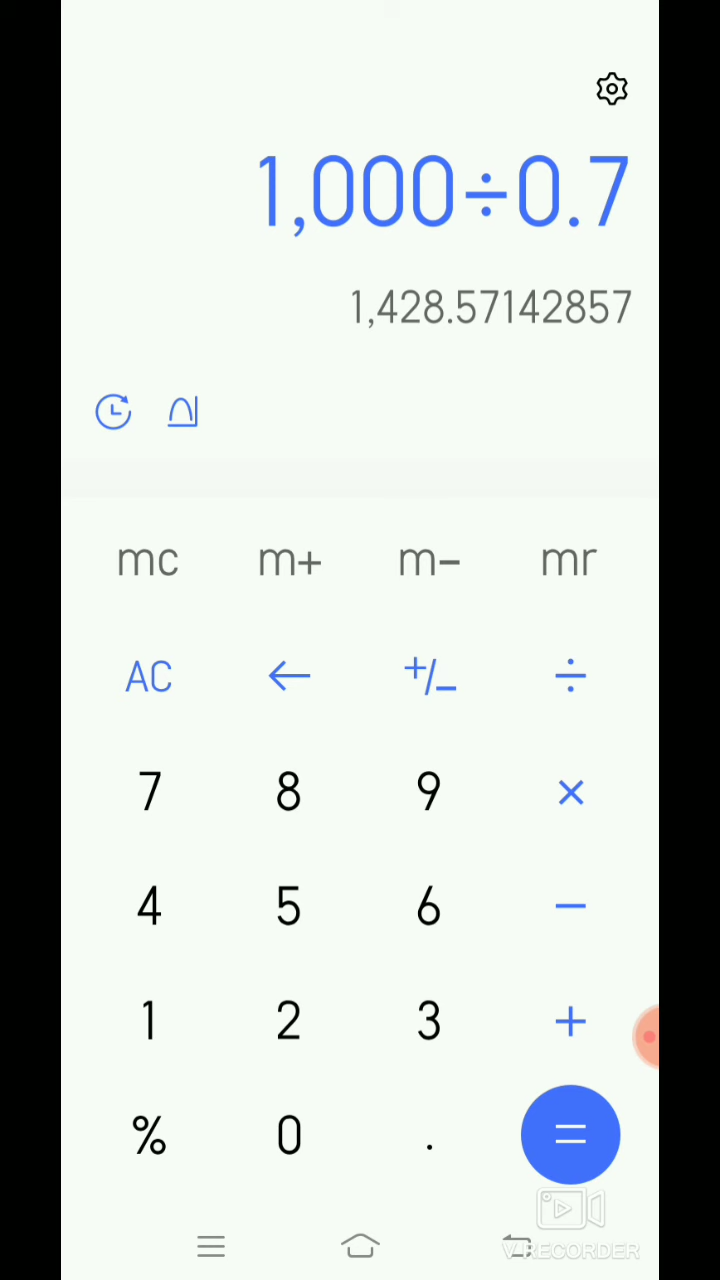 1,000÷0.7
1,428.57142857
mc m+ m− mr
AC ← +/− ÷
7 8 9 ×
4 5 6 −
1 2 3 +
% 0 . =
V.RECORDER